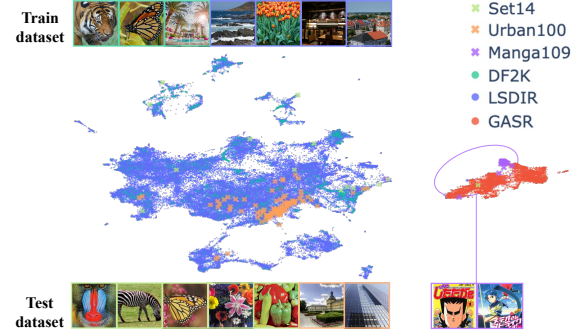 Train
dataset
Set14
Urban100
Manga109
DF2K
LSDIR
GASR
Test
dataset